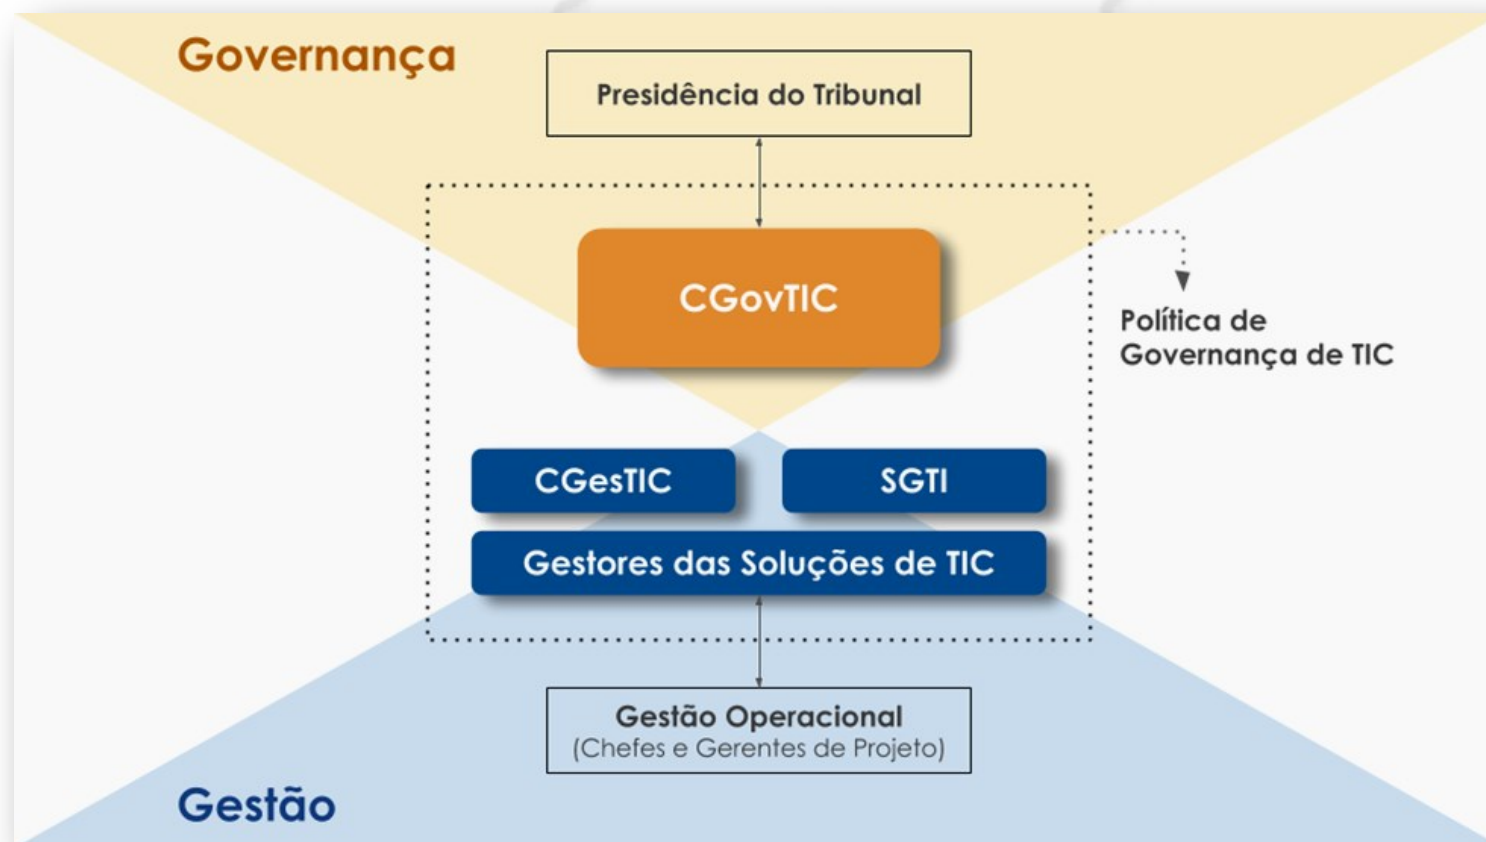 Governança
Presidência do Tribunal
CGovTIC
Política de
Governança de TIC
CGesTIC
SGTI
Gestores das Soluções de TIC
Gestão Operacional
(Chefes e Gerentes de Projeto)
Gestão